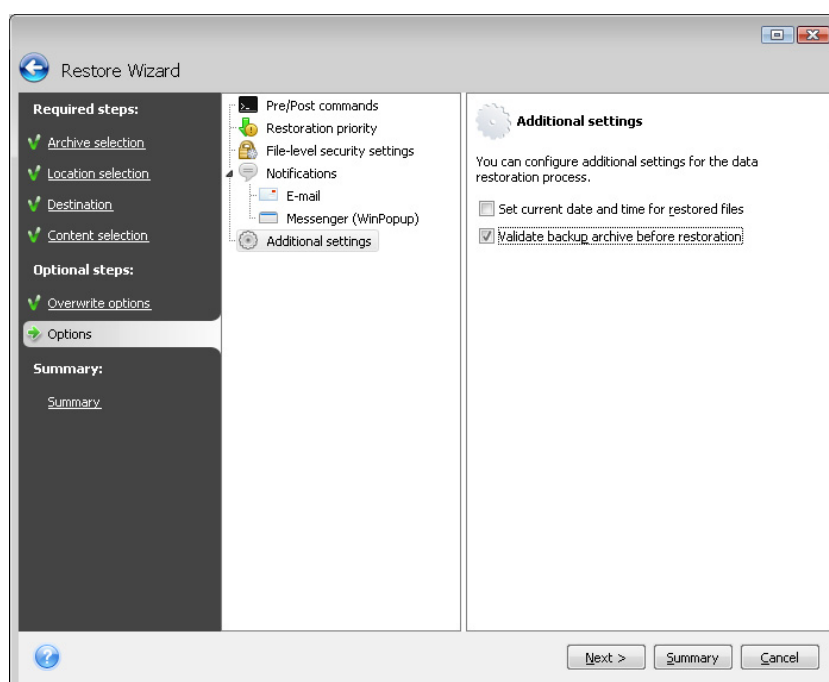 Restore Wizard
Required steps:
Archive selection
Location selection
Destination
Content selection
Optional steps:
Overwrite options
Options
Summary:
Summary
Pre/Post commands
Restoration priority
File-level security settings
Notifications
E-mail
Messenger (WinPopup)
Additional settings
Additional settings
You can configure additional settings for the data
restoration process.
Set current date and time for restored files
Validate backup archive before restoration
Next >
Summary
Cancel